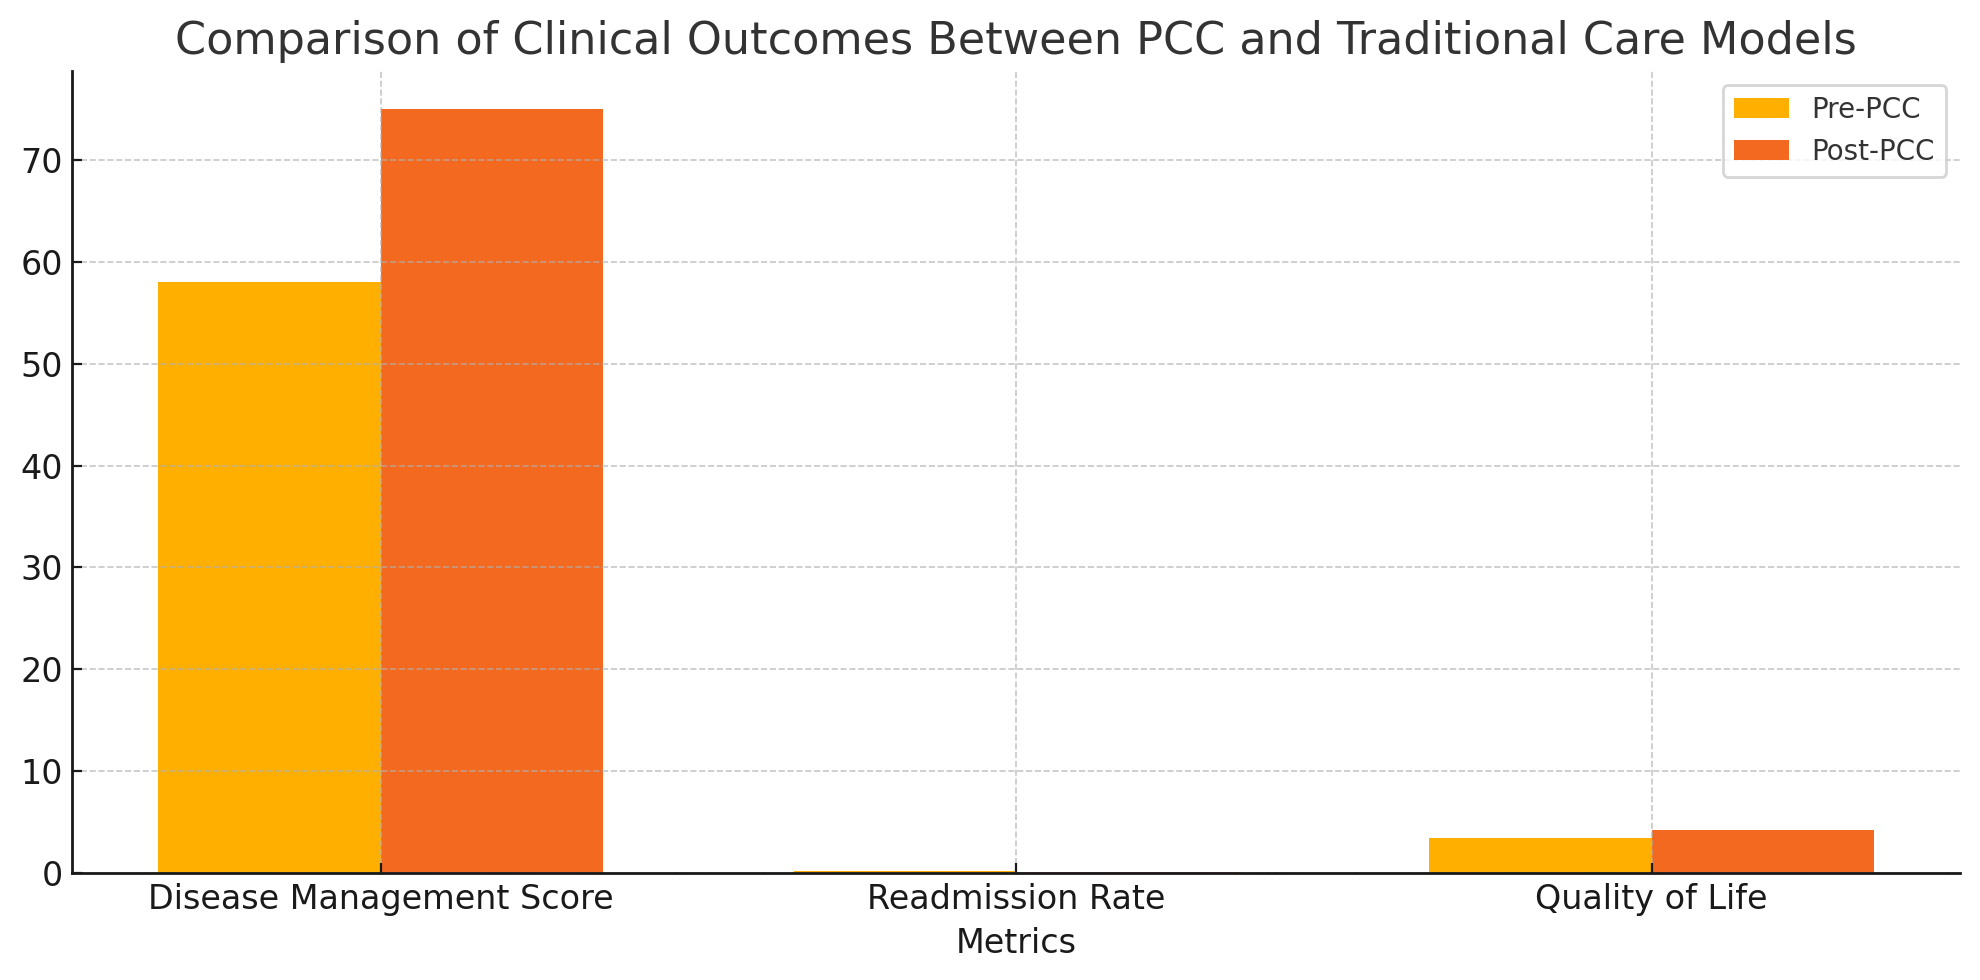 Comparison of Clinical Outcomes Between PCC and Traditional Care Models
Pre-PCC
Post-PCC
70
60
50
40
30
20
10
0
Disease Management Score Readmission Rate Quality of Life
Metrics